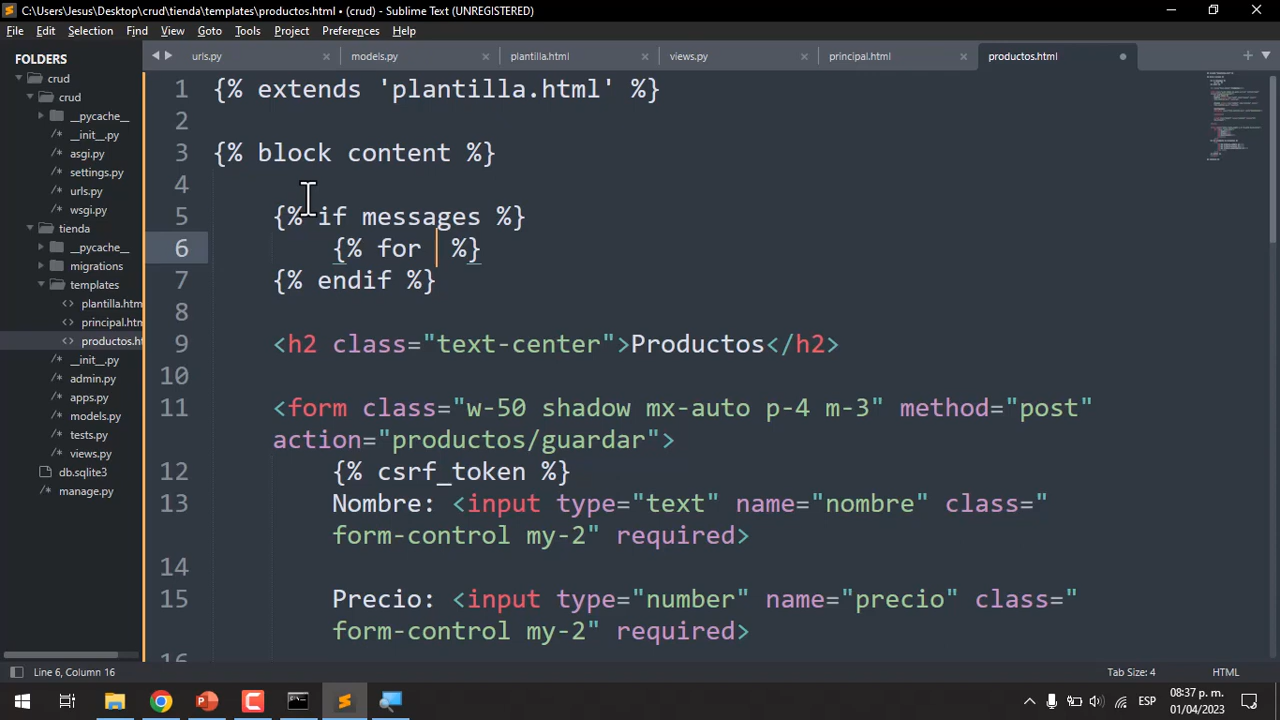 C:\Users\Jesus\Desktop\crud\tienda\templates\productos.html • (crud) - Sublime Text (UNREGISTERED)
File Edit Selection Find View Goto Tools Project Preferences Help
FOLDERS
crud
crud
__pycache__
__init__.py
asgi.py
settings.py
urls.py
wsgi.py
tienda
__pycache__
migrations
templates
plantilla.htm
principal.htm
productos.ht
__init__.py
admin.py
apps.py
models.py
tests.py
views.py
db.sqlite3
manage.py
urls.py models.py plantilla.html views.py principal.html productos.html
1 {% extends 'plantilla.html' %}
2
3 {% block content %}
4
5 {% if messages %}
6 {% for  %}
7 {% endif %}
8
9 <h2 class="text-center">Productos</h2>
10
11 <form class="w-50 shadow mx-auto p-4 m-3" method="post"
action="productos/guardar">
12 {% csrf_token %}
13 Nombre: <input type="text" name="nombre" class="
form-control my-2" required>
14
15 Precio: <input type="number" name="precio" class="
form-control my-2" required>
16
Line 6, Column 16 Tab Size: 4 HTML
ESP 08:37 p. m.
01/04/2023